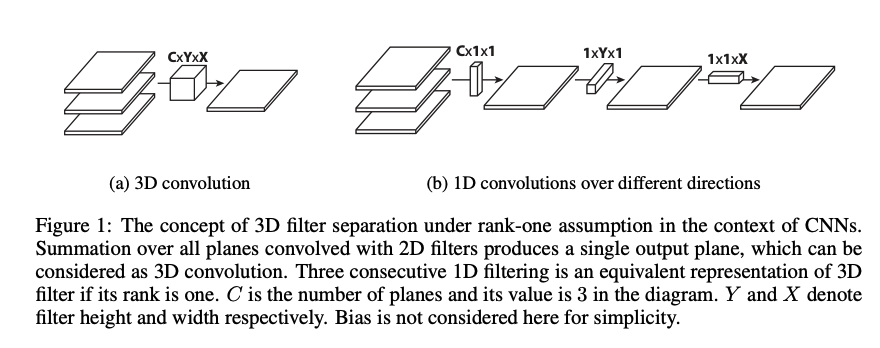 CxYxX
Cx1x1
1xYx1
1x1xX
(a) 3D convolution
(b) 1D convolutions over different directions
Figure 1: The concept of 3D filter separation under rank-one assumption in the context of CNNs.
Summation over all planes convolved with 2D filters produces a single output plane, which can be
considered as 3D convolution. Three consecutive 1D filtering is an equivalent representation of 3D
filter if its rank is one. C is the number of planes and its value is 3 in the diagram. Y and X denote
filter height and width respectively. Bias is not considered here for simplicity.